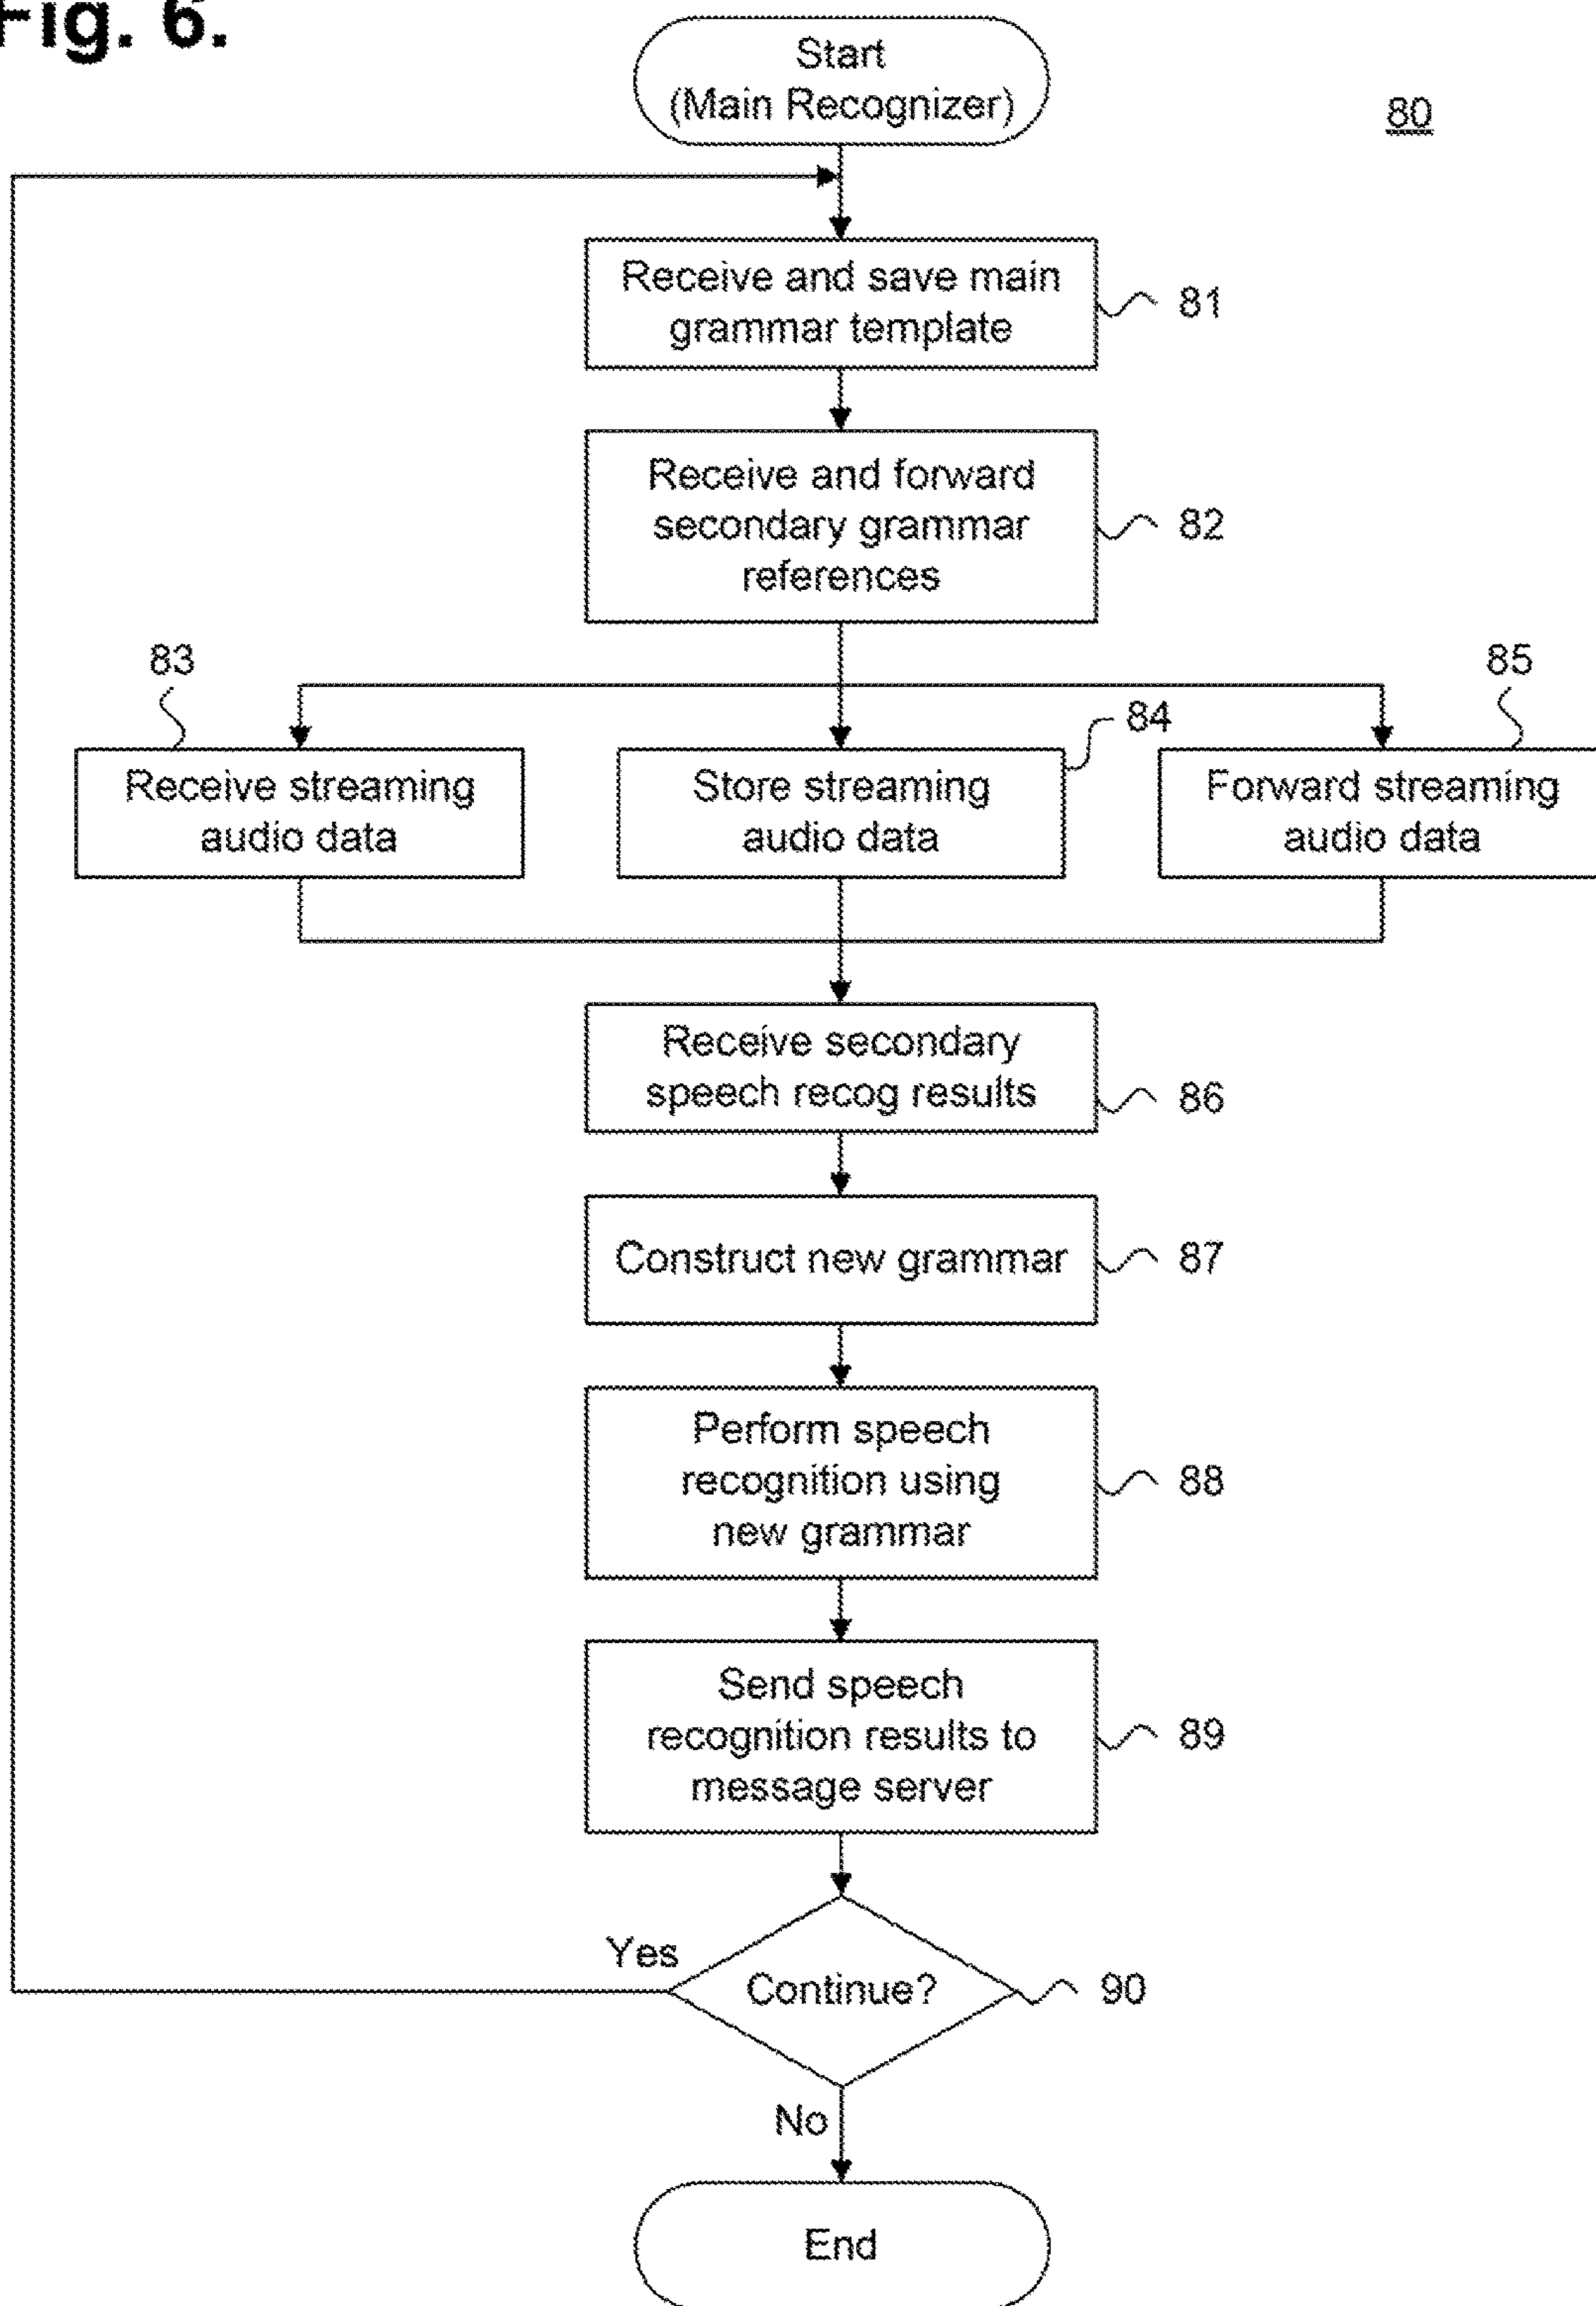 Fig. 6.
Start
(Main Recognizer)
80
Receive and save main
grammar template
81
Receive and forward
secondary grammar
references
82
83
84
85
Receive streaming
audio data
Store streaming
audio data
Forward streaming
audio data
Receive secondary
speech recog results
86
Construct new grammar
87
Perform speech
recognition using
new grammar
88
Send speech
recognition results to
message server
89
Yes
Continue?
90
No
End